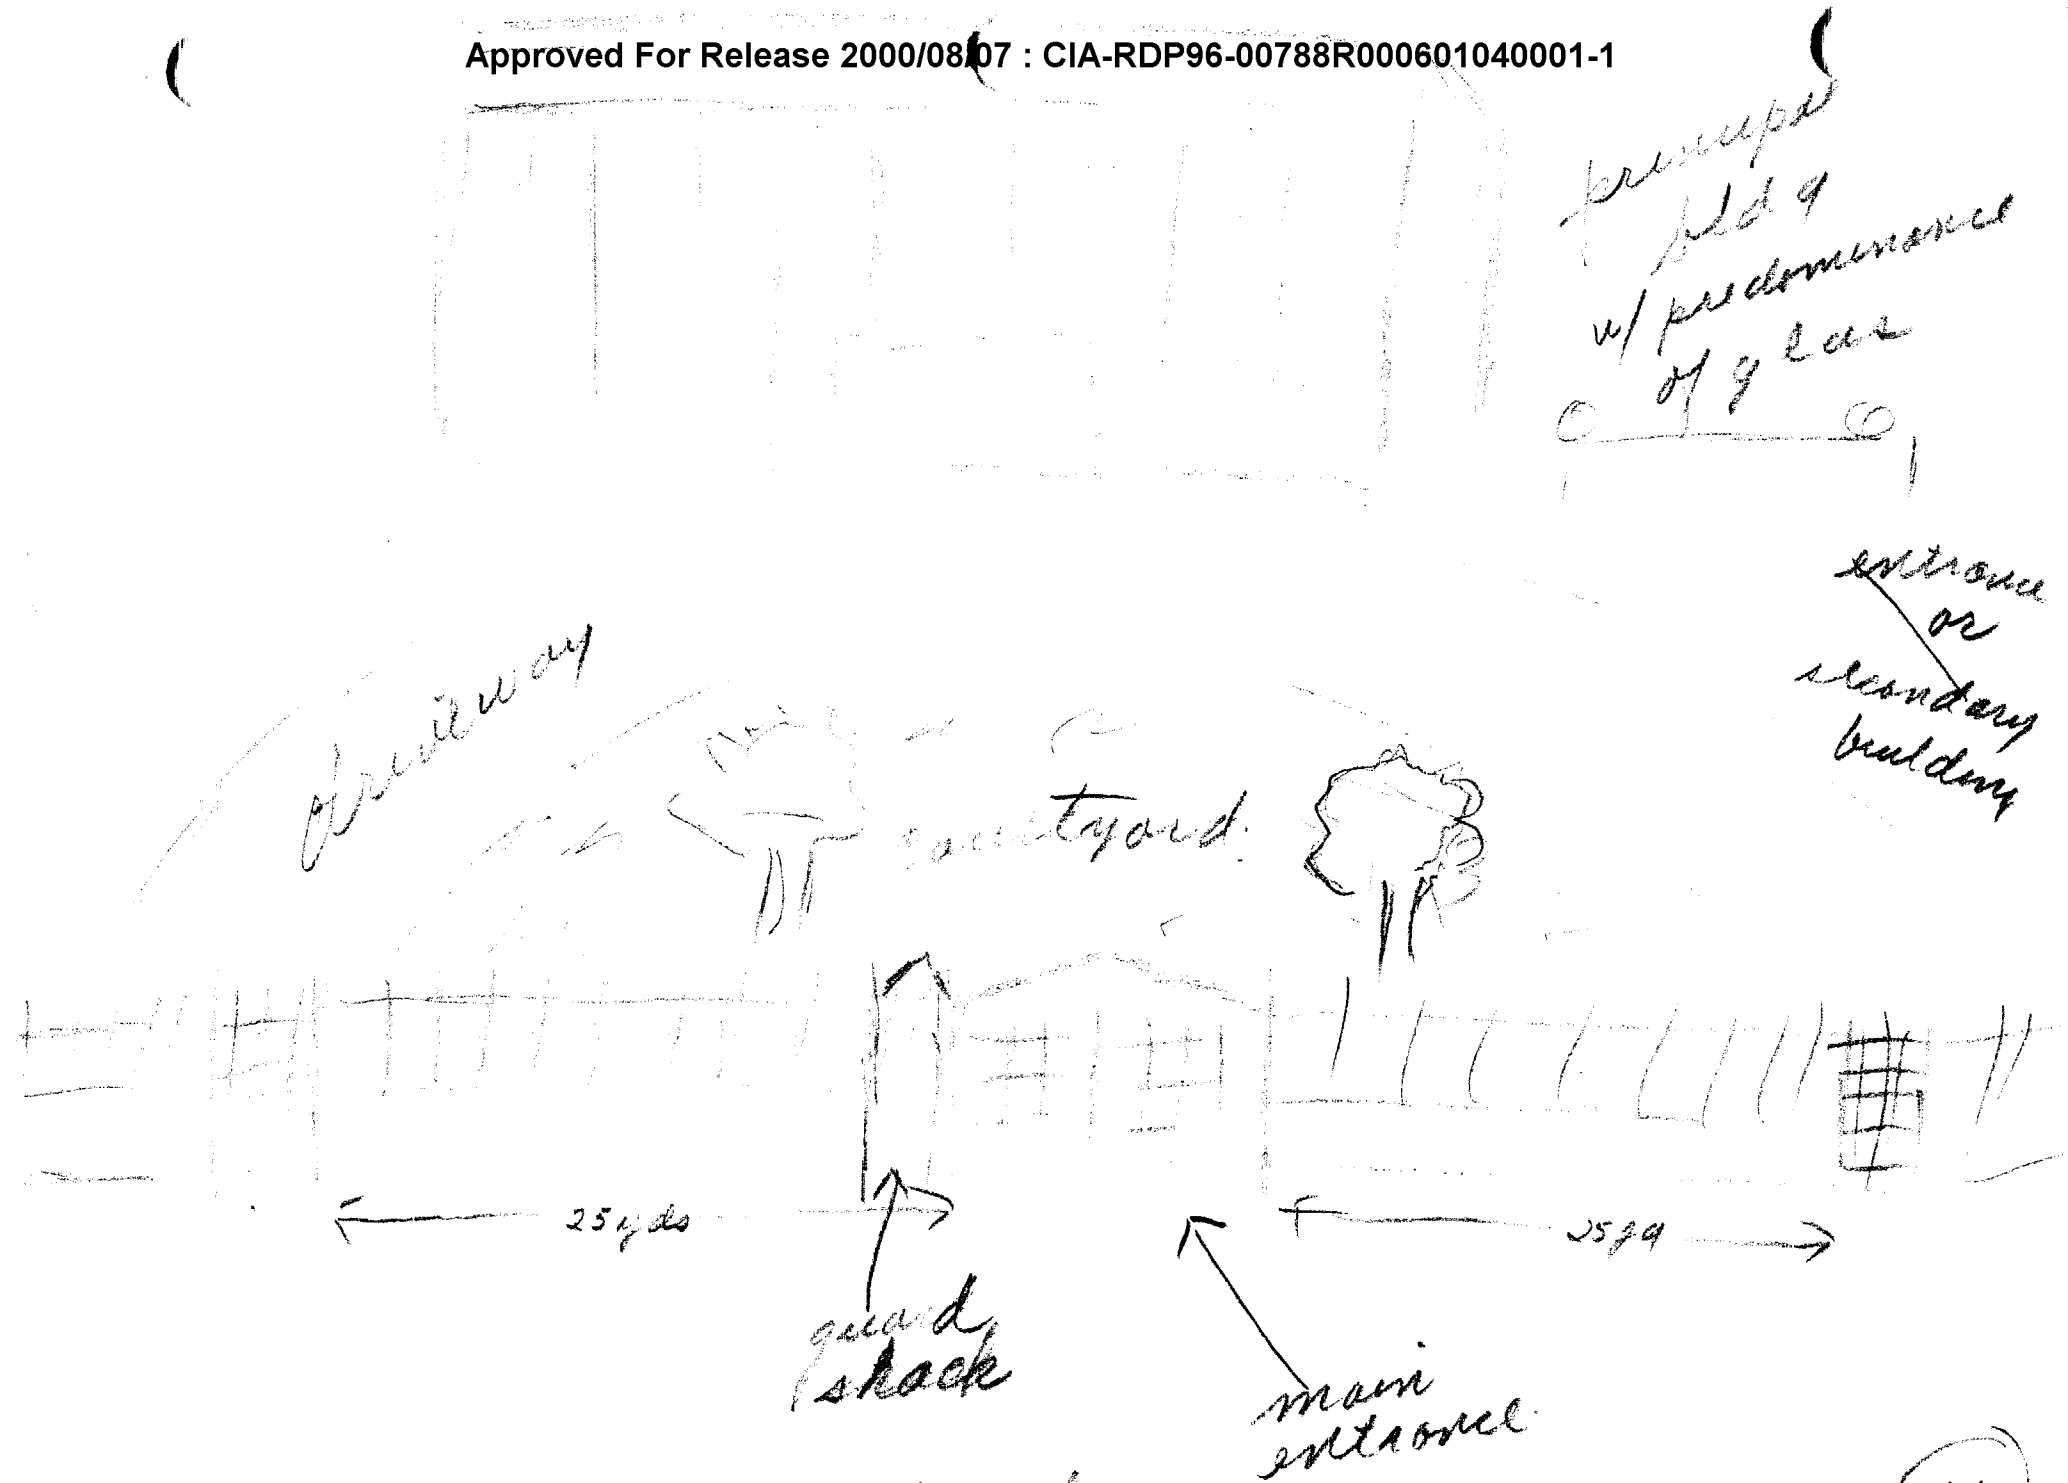 Approved For Release 2000/08/07 : CIA-RDP96-00788R000601040001-1
principal
bldg
w/ predominance
of glas
entrance
or
secondary
building
driveway
courtyard.
25 yds
25 yd
guard
shack
main
entrance.